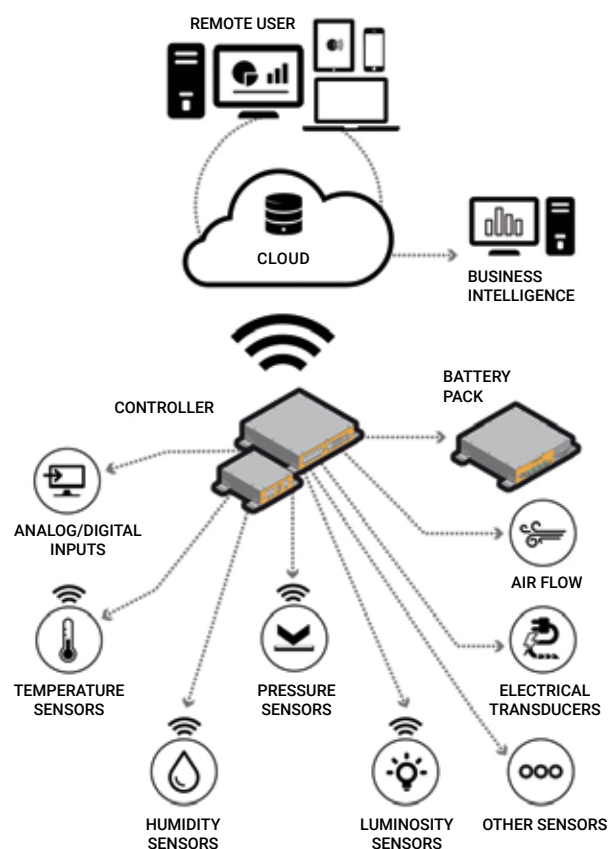 REMOTE USER
CLOUD
BUSINESS
INTELLIGENCE
BATTERY
PACK
CONTROLLER
ANALOG/DIGITAL
INPUTS
AIR FLOW
TEMPERATURE
SENSORS
PRESSURE
SENSORS
ELECTRICAL
TRANSDUCERS
HUMIDITY
SENSORS
LUMINOSITY
SENSORS
OTHER SENSORS